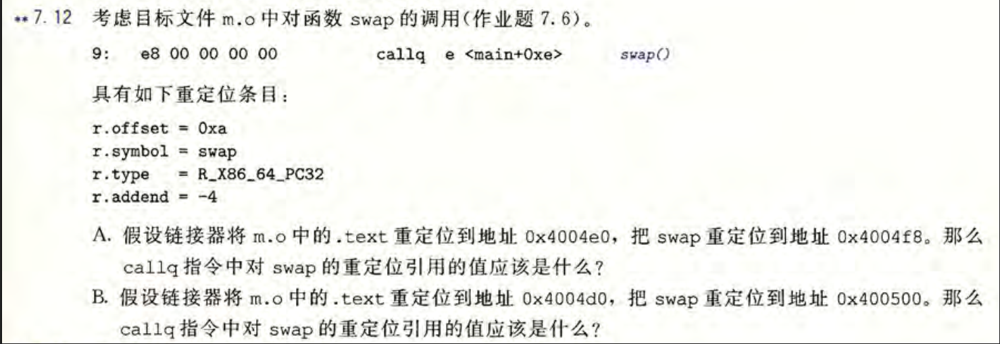 ** 7.12 考虑目标文件 m.o 中对函数 swap 的调用(作业题 7.6)。
9: e8 00 00 00 00 callq e <main+0xe> swap()
具有如下重定位条目：
r.offset = 0xa
r.symbol = swap
r.type = R_X86_64_PC32
r.addend = -4
A. 假设链接器将 m.o 中的 .text 重定位到地址 0x4004e0，把 swap 重定位到地址 0x4004f8。那么
callq 指令中对 swap 的重定位引用的值应该是什么？
B. 假设链接器将 m.o 中的 .text 重定位到地址 0x4004d0，把 swap 重定位到地址 0x400500。那么
callq 指令中对 swap 的重定位引用的值应该是什么？